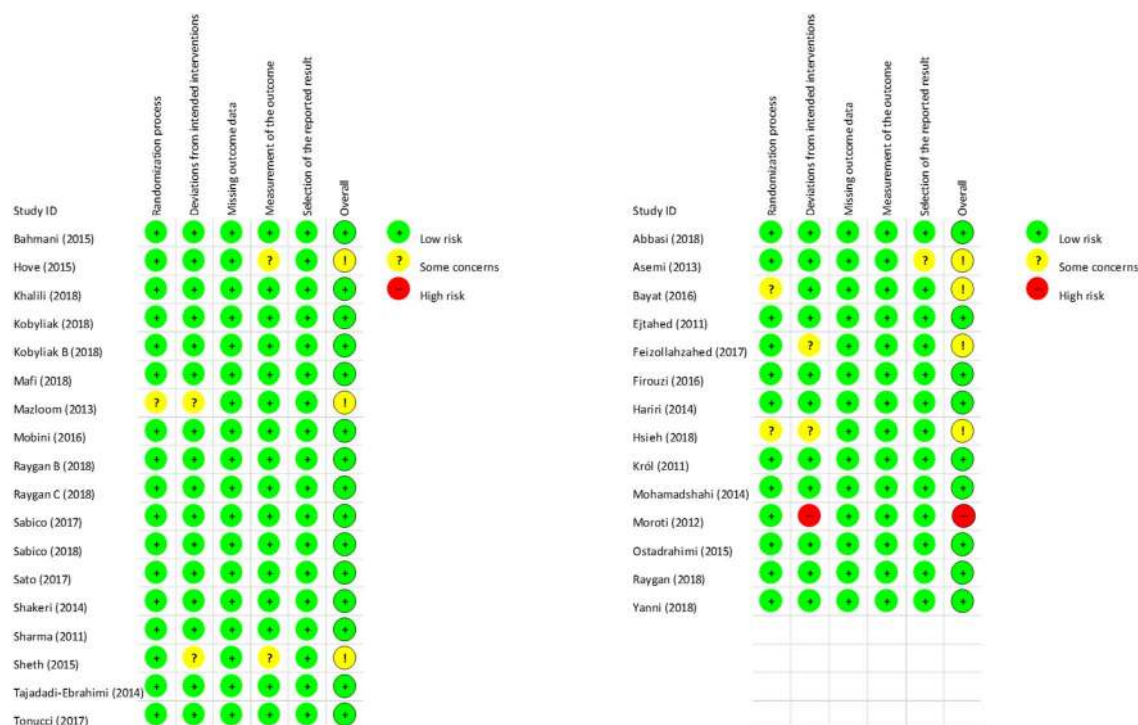 Randomization process
Deviations from intended interventions
Missing outcome data
Measurement of the outcome
Selection of the reported result
Overall
Study ID
Bahmani (2015)
+ + + + + +
Low risk
Hove (2015)
+ + + ? + !
Some concerns
Khalili (2018)
+ + + + + +
High risk
Kobyliak (2018)
+ + + + + +
Kobyliak B (2018)
+ + + + + +
Mafi (2018)
+ + + + + +
Mazloom (2013)
? ? + + + !
Mobini (2016)
+ + + + + +
Raygan B (2018)
+ + + + + +
Raygan C (2018)
+ + + + + +
Sabico (2017)
+ + + + + +
Sabico (2018)
+ + + + + +
Sato (2017)
+ + + + + +
Shakeri (2014)
+ + + + + +
Sharma (2011)
+ + + + + +
Sheth (2015)
+ ? + ? + !
Tajadadi-Ebrahimi (2014)
+ + + + + +
Tonucci (2017)
+ + + + + +
Randomization process
Deviations from intended interventions
Missing outcome data
Measurement of the outcome
Selection of the reported result
Overall
Study ID
Abbasi (2018)
+ + + + + +
Low risk
Asemi (2013)
+ + + + ? !
Some concerns
Bayat (2016)
? + + + + !
High risk
Ejtahed (2011)
+ + + + + +
Feizollahzahed (2017)
+ ? + + + !
Firouzi (2016)
+ + + + + +
Hariri (2014)
+ + + + + +
Hsieh (2018)
? ? + + + !
Król (2011)
+ + + + + +
Mohamadshahi (2014)
+ + + + + +
Moroti (2012)
+ − + + + −
Ostadrahimi (2015)
+ + + + + +
Raygan (2018)
+ + + + + +
Yanni (2018)
+ + + + + +